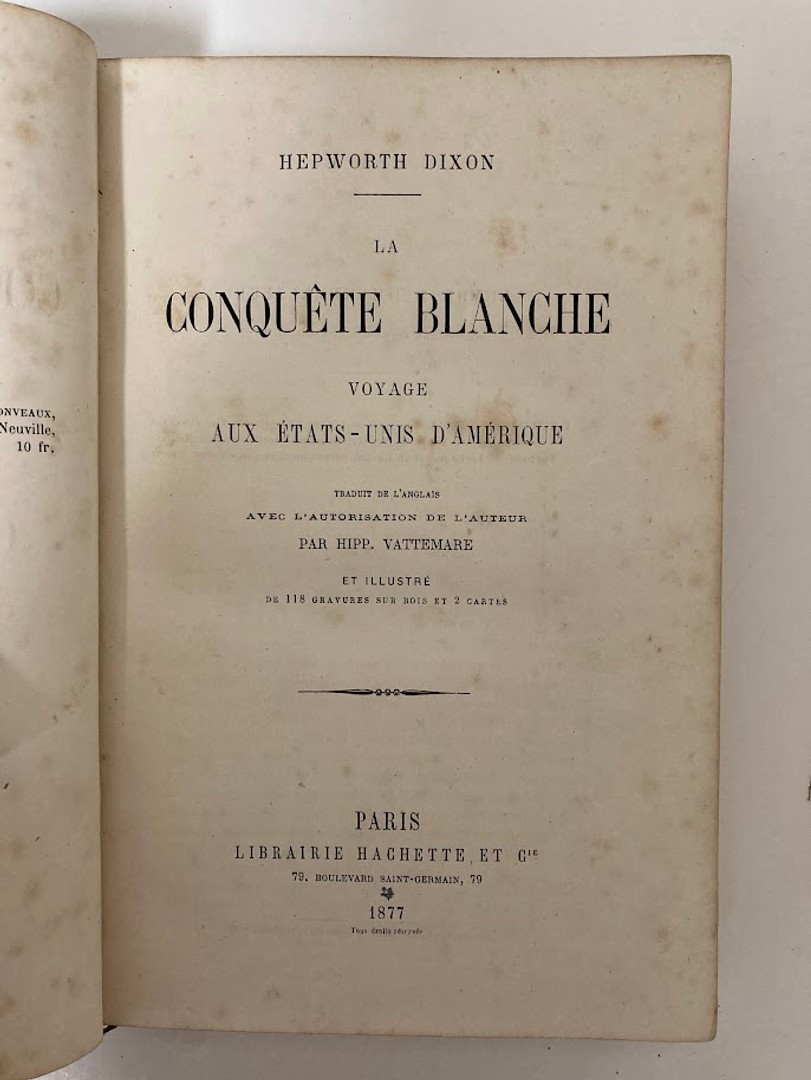 ONVEAUX,
Neuville,
10 fr.
HEPWORTH DIXON
LA
CONQUÊTE BLANCHE
VOYAGE
AUX ÉTATS-UNIS D'AMÉRIQUE
TRADUIT DE L'ANGLAIS
AVEC L'AUTORISATION DE L'AUTEUR
PAR HIPP. VATTEMARE
ET ILLUSTRÉ
DE 118 GRAVURES SUR BOIS ET 2 CARTES
PARIS
LIBRAIRIE HACHETTE ET Cᴵᴱ
79, BOULEVARD SAINT-GERMAIN, 79
1877
Tous droits réservés